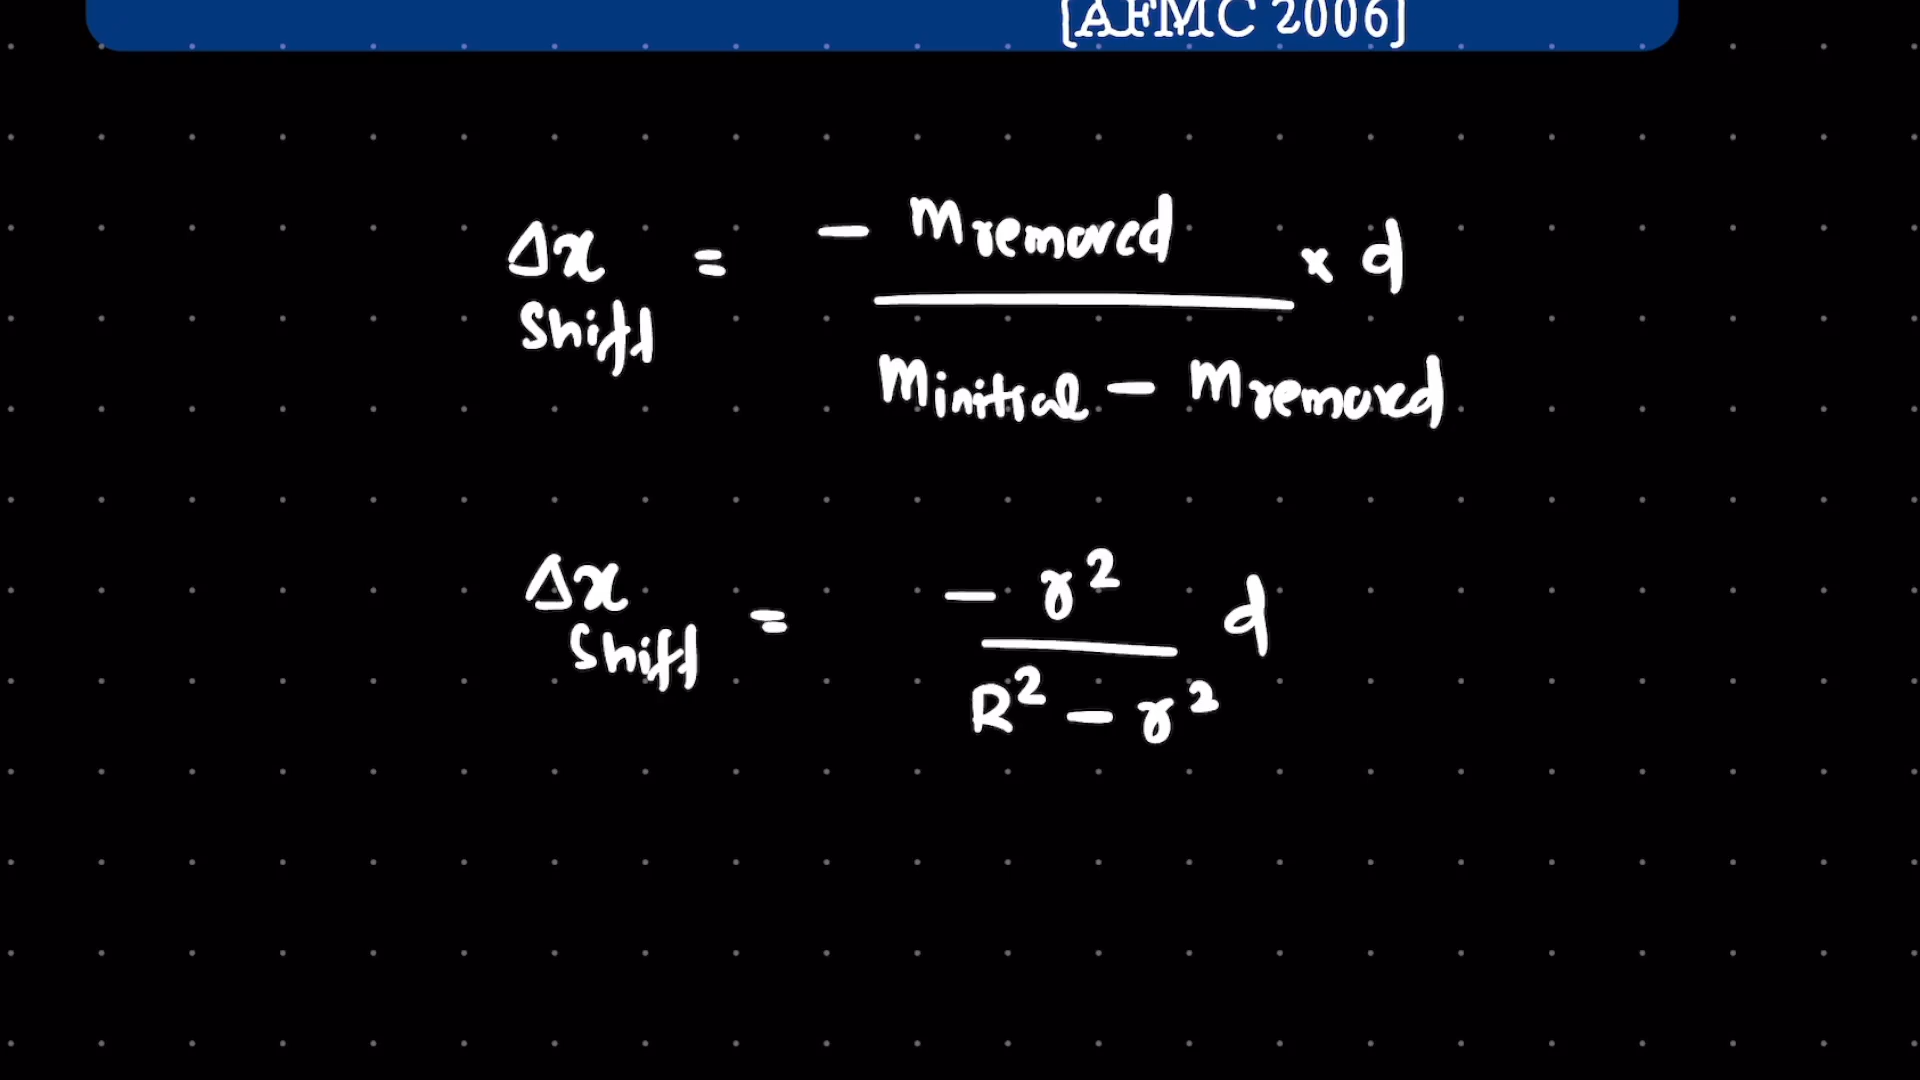 [AFMC 2006]
Δx shift = - Mremoved / Minitial - Mremoved × d
Δx shift = - r² / R² - r² d